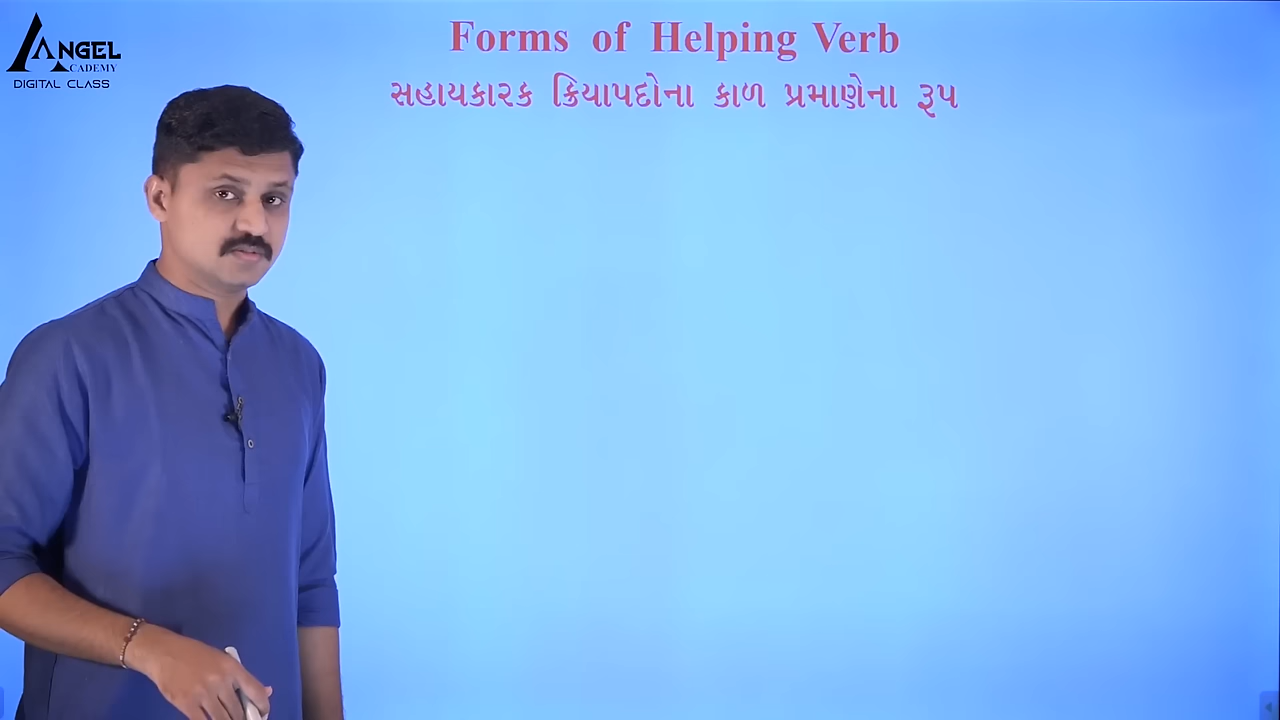 ANGEL
ACADEMY
DIGITAL CLASS
Forms of Helping Verb
સહાયકારક ક્રિયાપદોના કાળ પ્રમાણેના રૂપ